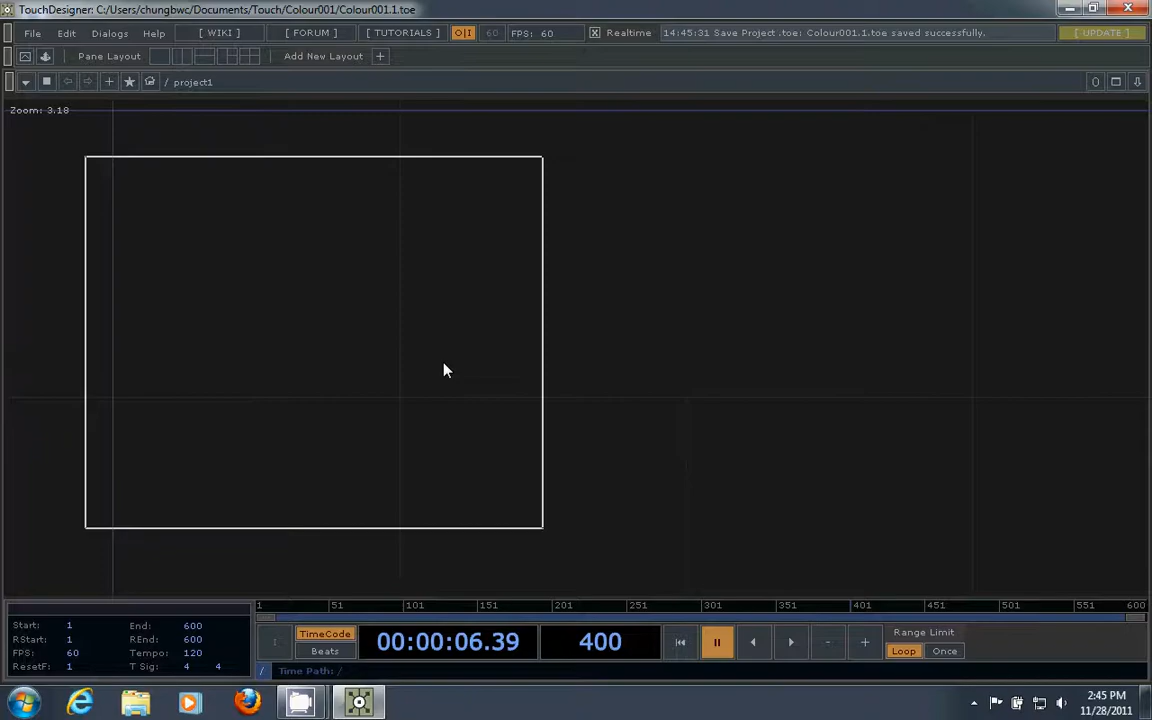 TouchDesigner: C:/Users/chungbwc/Documents/Touch/Colour001/Colour001.1.toe
File Edit Dialogs Help [ WIKI ] [ FORUM ] [ TUTORIALS ] O|I 60 FPS: 60 Realtime 14:45:31 Save Project .toe: Colour001.1.toe saved successfully. [ UPDATE ]
Pane Layout Add New Layout +
/ project1
Zoom: 3.18
1 51 101 151 201 251 301 351 401 451 501 551 600
Start: 1 End: 600
RStart: 1 REnd: 600
FPS: 60 Tempo: 120
ResetF: 1 T Sig: 4 4
TimeCode
Beats
00:00:06.39 400
- +
Range Limit
Loop Once
/ Time Path: /
2:45 PM
11/28/2011